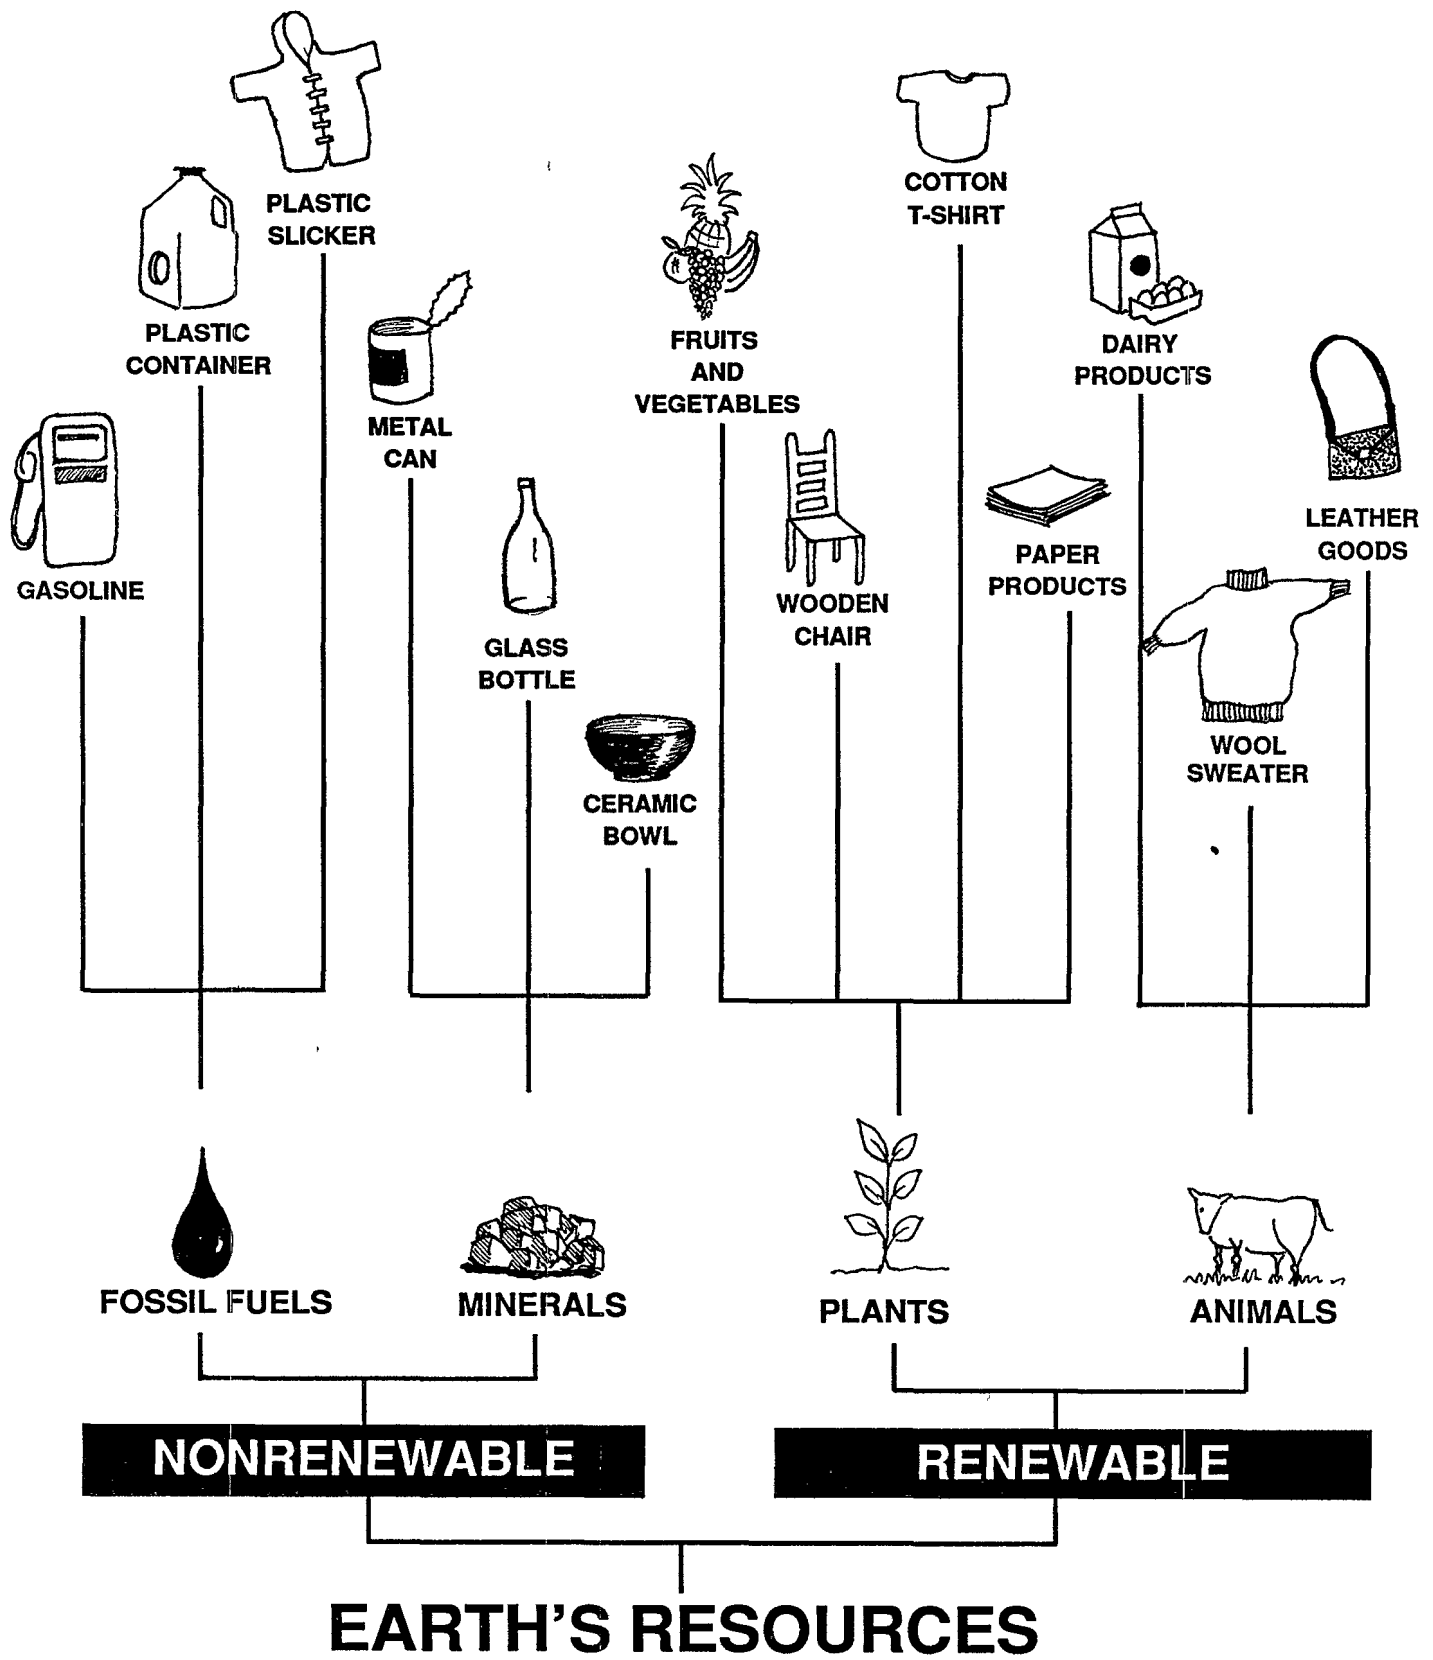 PLASTIC
SLICKER
COTTON
T-SHIRT
PLASTIC
CONTAINER
FRUITS
AND
VEGETABLES
DAIRY
PRODUCTS
METAL
CAN
LEATHER
GOODS
GASOLINE
PAPER
PRODUCTS
WOODEN
CHAIR
GLASS
BOTTLE
WOOL
SWEATER
CERAMIC
BOWL
FOSSIL FUELS
MINERALS
PLANTS
ANIMALS
NONRENEWABLE
RENEWABLE
EARTH'S RESOURCES